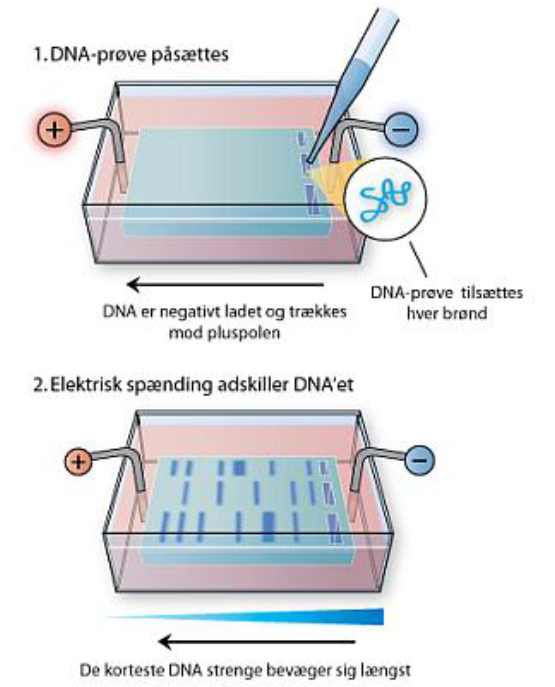 1. DNA-prøve påsættes
+
−
DNA-prøve tilsættes
hver brønd
DNA er negativt ladet og trækkes
mod pluspolen
2. Elektrisk spænding adskiller DNA'et
+
−
De korteste DNA strenge bevæger sig længst